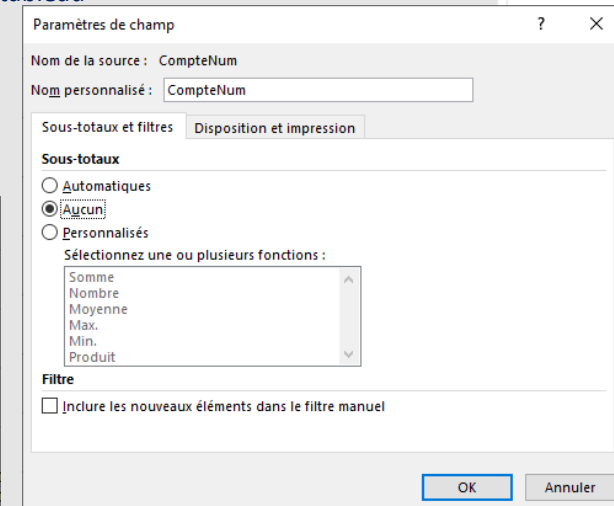 Paramètres de champ ? ×
Nom de la source : CompteNum
Nom personnalisé : CompteNum
Sous-totaux et filtres Disposition et impression
Sous-totaux
Automatiques
Aucun
Personnalisés
Sélectionnez une ou plusieurs fonctions :
Somme
Nombre
Moyenne
Max.
Min.
Produit
Filtre
Inclure les nouveaux éléments dans le filtre manuel
OK Annuler